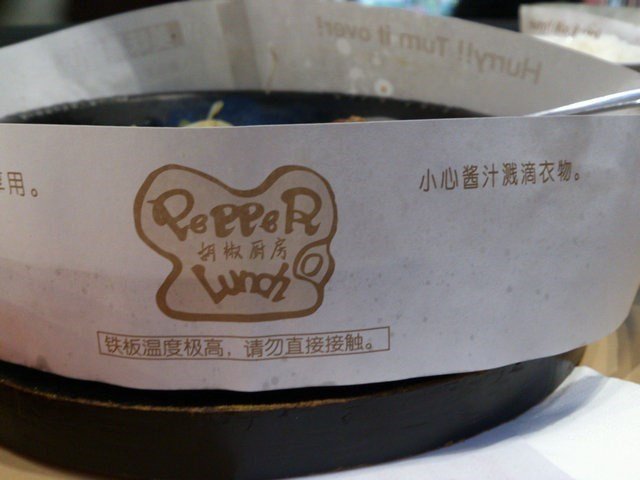 Hurry!! Turn it over!
享用。
小心酱汁溅滴衣物。
PePPeR
胡椒厨房
Lunch
铁板温度极高，请勿直接接触。